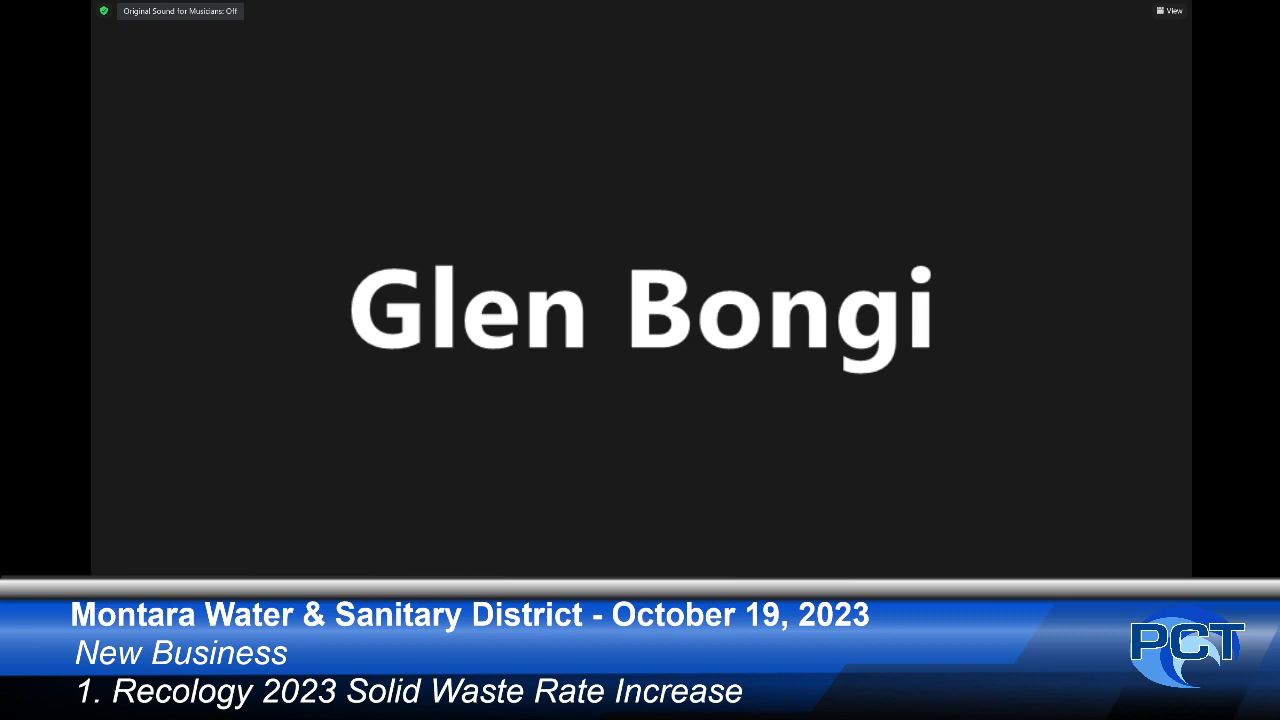 Original Sound for Musicians: Off
View
Glen Bongi
Montara Water & Sanitary District - October 19, 2023
New Business
1. Recology 2023 Solid Waste Rate Increase
PCT